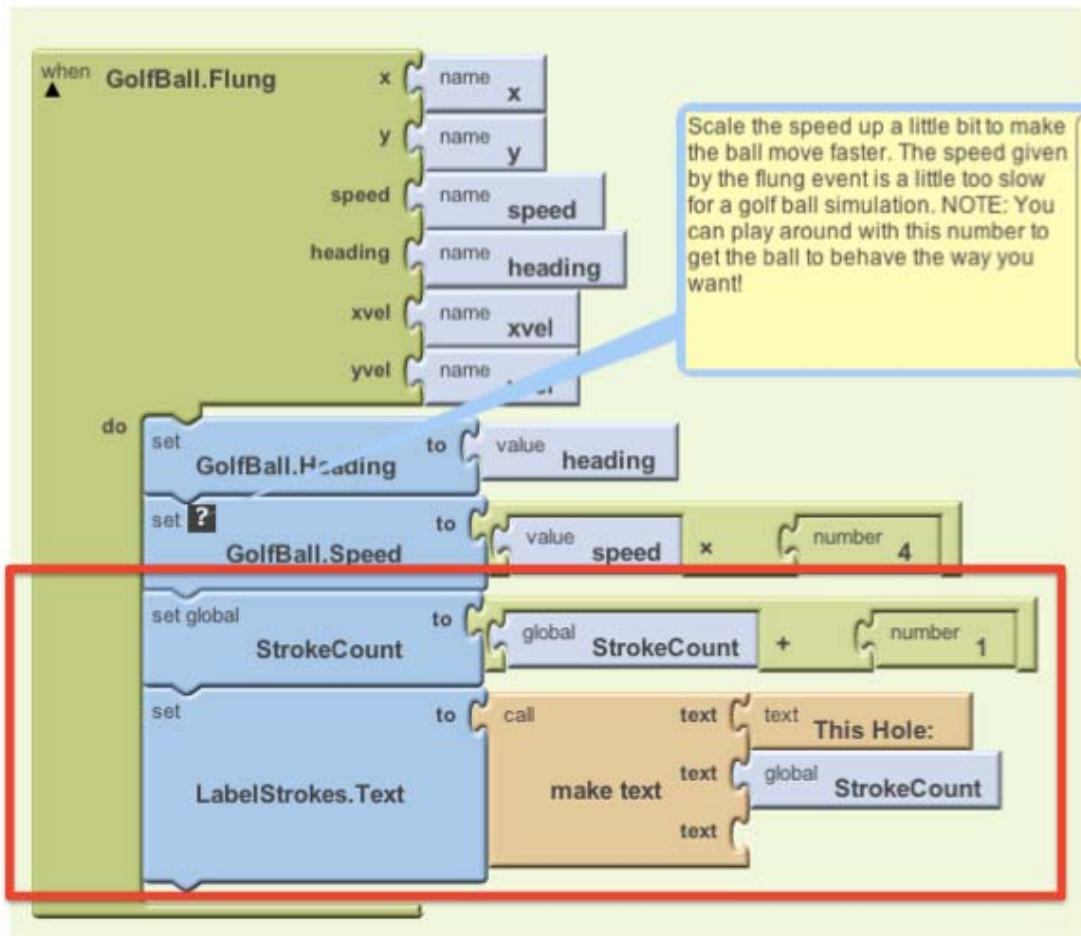 when GolfBall.Flung x name x
y name y
speed name speed
heading name heading
xvel name xvel
yvel name
Scale the speed up a little bit to make
the ball move faster. The speed given
by the flung event is a little too slow
for a golf ball simulation. NOTE: You
can play around with this number to
get the ball to behave the way you
want!
do
set GolfBall.Heading to value heading
set ? GolfBall.Speed to value speed × number 4
set global StrokeCount to global StrokeCount + number 1
set LabelStrokes.Text to call make text
text text This Hole:
text global StrokeCount
text